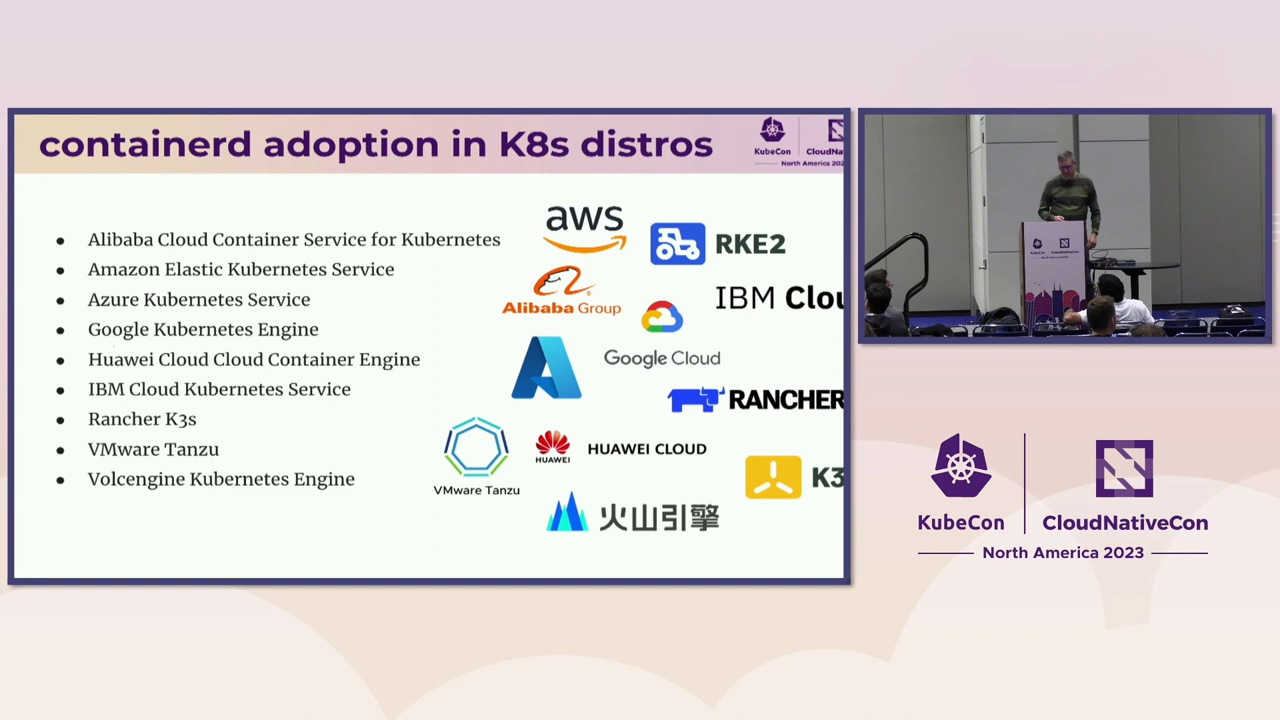 containerd adoption in K8s distros
KubeCon
CloudNat
North America 202
● Alibaba Cloud Container Service for Kubernetes
● Amazon Elastic Kubernetes Service
● Azure Kubernetes Service
● Google Kubernetes Engine
● Huawei Cloud Cloud Container Engine
● IBM Cloud Kubernetes Service
● Rancher K3s
● VMware Tanzu
● Volcengine Kubernetes Engine
aws
RKE2
Alibaba Group
IBM Clou
Google Cloud
RANCHER
VMware Tanzu
HUAWEI
HUAWEI CLOUD
K3
火山引擎
KubeCon
CloudNativeCon
North America 2023